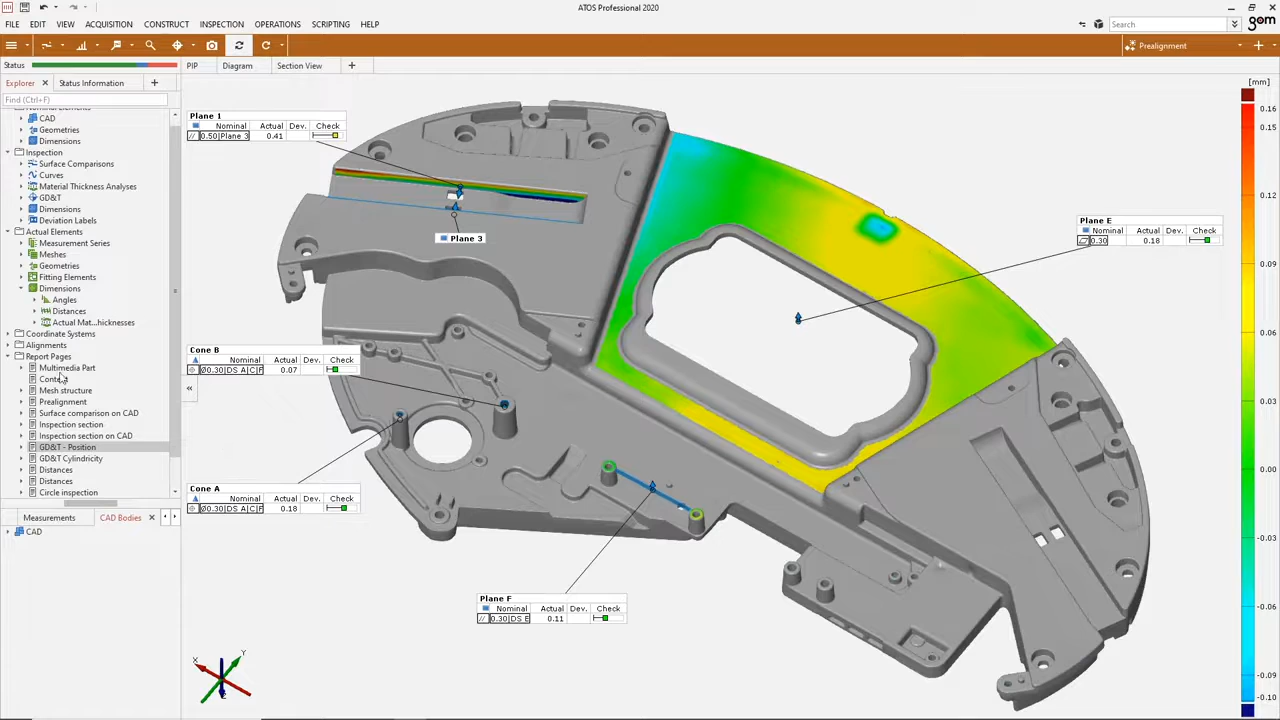 ATOS Professional 2020
FILE EDIT VIEW ACQUISITION CONSTRUCT INSPECTION OPERATIONS SCRIPTING HELP
Search
gom
Prealignment
Status
PIP Diagram Section View +
Explorer Status Information +
Find (Ctrl+F)
CAD
Geometries
Dimensions
Inspection
Surface Comparisons
Curves
Material Thickness Analyses
GD&T
Dimensions
Deviation Labels
Actual Elements
Measurement Series
Meshes
Geometries
Fitting Elements
Dimensions
Angles
Distances
Actual Mat...hicknesses
Coordinate Systems
Alignments
Report Pages
Multimedia Part
Mesh structure
Prealignment
Surface comparison on CAD
Inspection section
Inspection section on CAD
GD&T - Position
GD&T Cylindricity
Distances
Distances
Circle inspection
Measurements CAD Bodies
CAD
Plane 1
Nominal Actual Dev. Check
0.50|Plane 3 0.41
Plane 3
Plane E
Nominal Actual Dev. Check
0.30 0.18
Cone B
Nominal Actual Dev. Check
Ø0.30|DS A|C|F 0.07
Cone A
Nominal Actual Dev. Check
Ø0.30|DS A|C|F 0.18
Plane F
Nominal Actual Dev. Check
0.30|DS E 0.11
X Y
[mm]
0.16
0.12
0.09
0.06
0.03
0.00
-0.03
-0.06
-0.08
-0.10